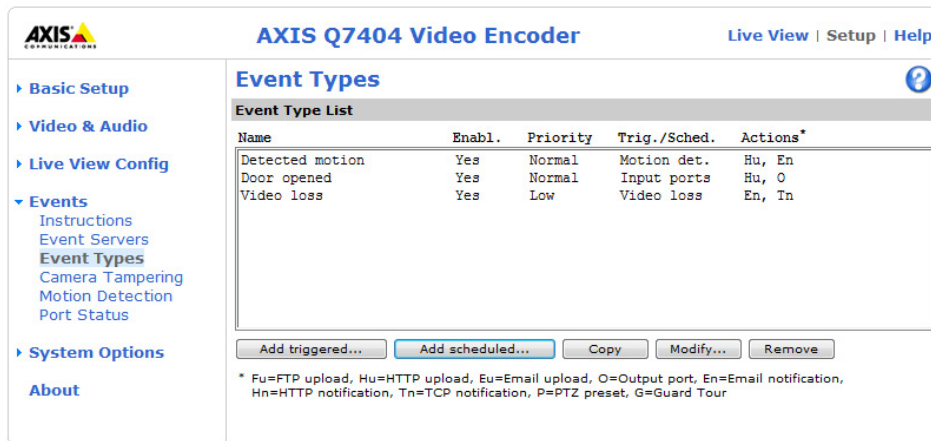 AXIS
COMMUNICATIONS
AXIS Q7404 Video Encoder
Live View | Setup | Help
Basic Setup
Video & Audio
Live View Config
Events
Instructions
Event Servers
Event Types
Camera Tampering
Motion Detection
Port Status
System Options
About
Event Types
?
Event Type List
Name Enabl. Priority Trig./Sched. Actions*
Detected motion Yes Normal Motion det. Hu, En
Door opened Yes Normal Input ports Hu, O
Video loss Yes Low Video loss En, Tn
Add triggered... Add scheduled... Copy Modify... Remove
* Fu=FTP upload, Hu=HTTP upload, Eu=Email upload, O=Output port, En=Email notification,
Hn=HTTP notification, Tn=TCP notification, P=PTZ preset, G=Guard Tour